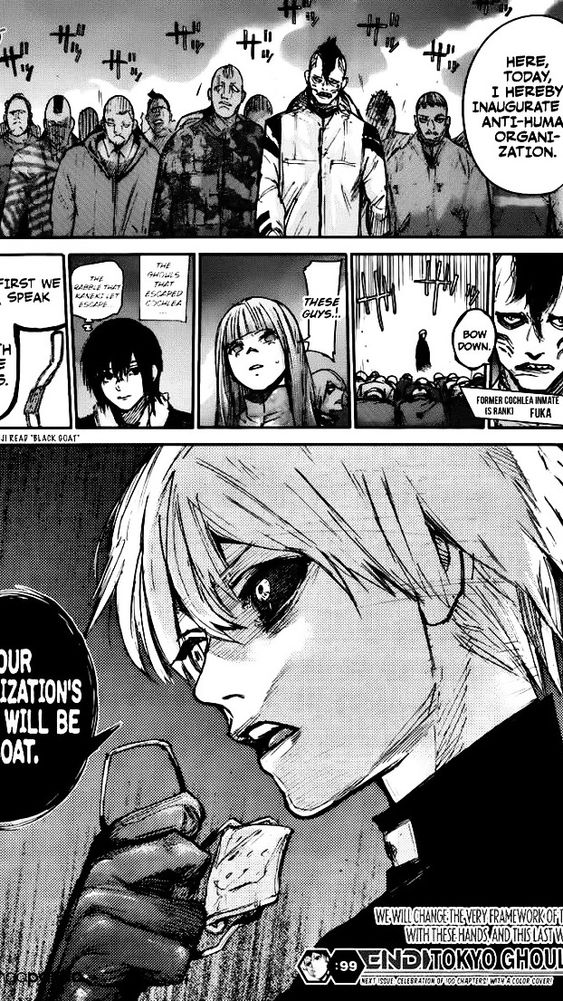 HERE,
TODAY,
I HEREBY
INAUGURATE
ANTI-HUMA
ORGANI-
ZATION.
BOW
DOWN.
FORMER COCHLEA INMATE
IS RANK) FUKA
THESE
GUYS.!.
THE
GHOULS
THAT
ESCAPED
COCHLEA
...
THE
RABBLE THAT
KANEKI LET
ESCAPE...
FIRST WE
SPEAK
TH
E
S.
JI READ "BLACK GOAT"
OUR
IZATION'S
WILL BE
OAT.
WE WILL CHANGE THE VERY FRAMEWORK OF T
WITH THESE HANDS, AND THIS LAST W
:99 END!TOKYO GHOUL
NEXT ISSUE, CELEBRATION OF 100 CHAPTERS! WITH A COLOR COVER!